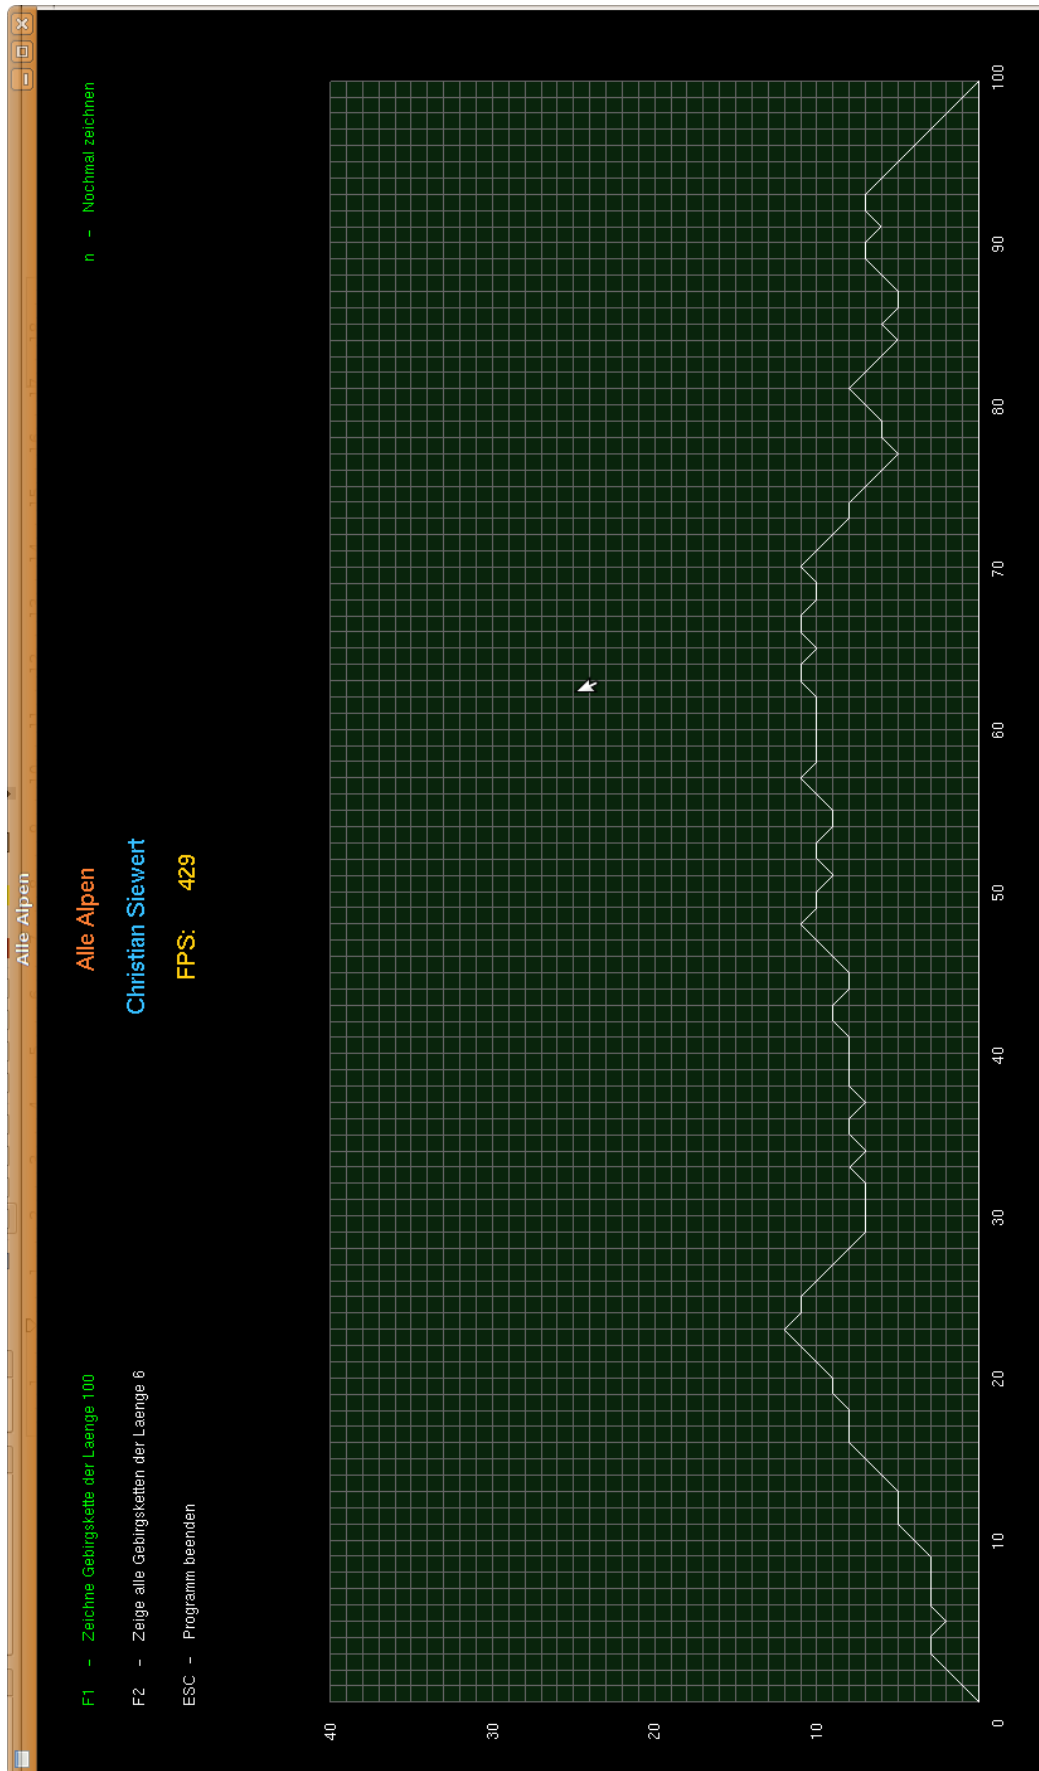 Alle Alpen
F1 - Zeichne Gebirgskette der Laenge 100
Alle Alpen
n - Nochmal zeichnen
F2 - Zeige alle Gebirgsketten der Laenge 6
Christian Siewert
ESC - Programm beenden
FPS: 429
40
30
20
10
0 10 20 30 40 50 60 70 80 90 100